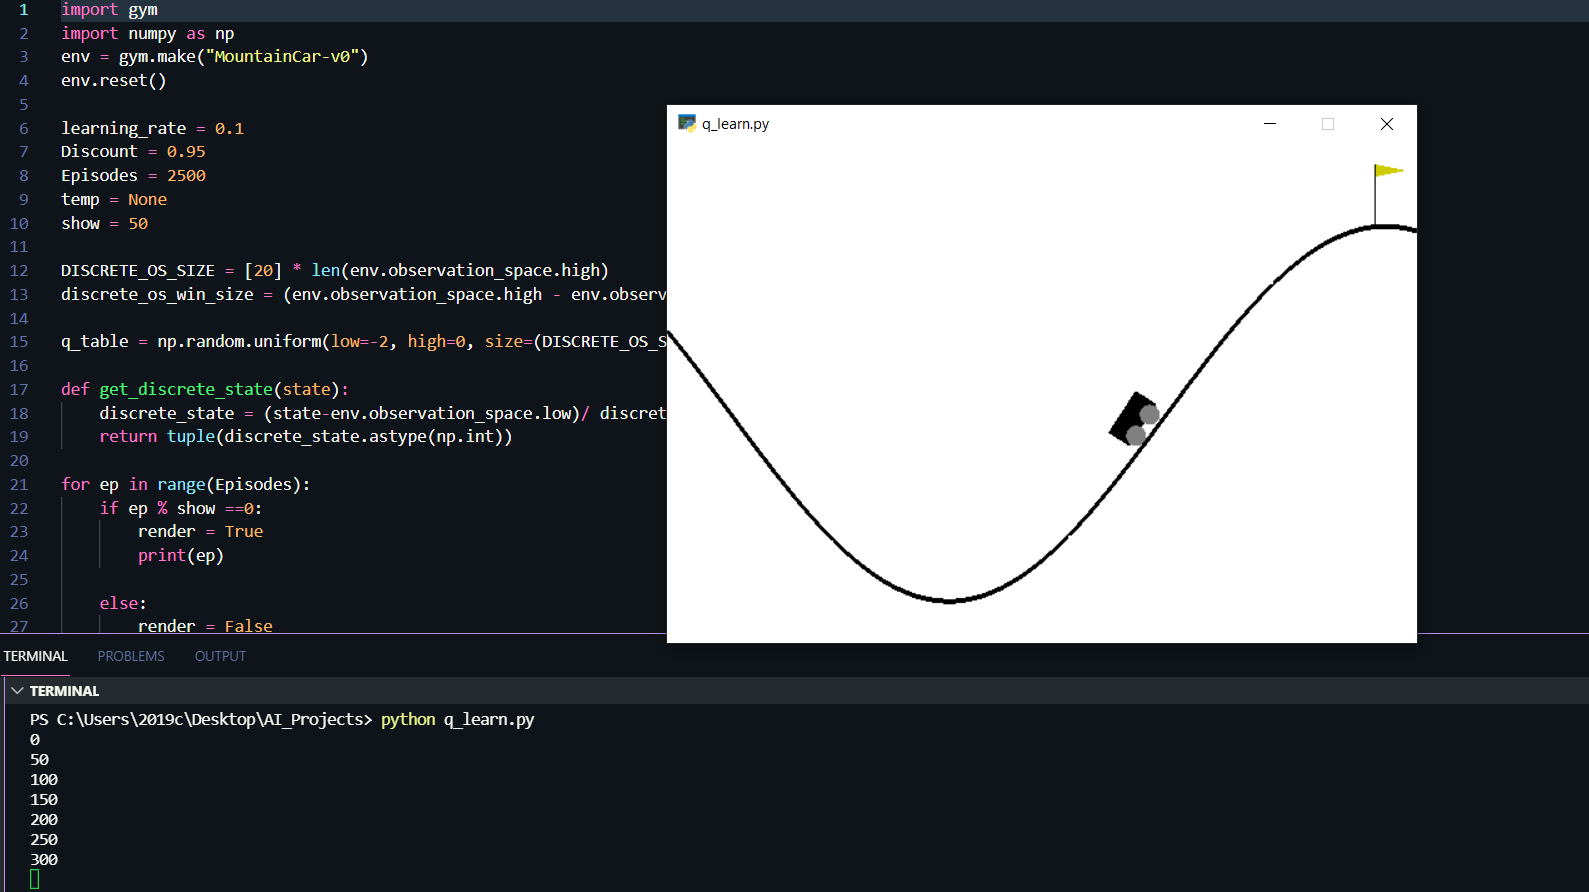 1 import gym
2 import numpy as np
3 env = gym.make("MountainCar-v0")
4 env.reset()
5
6 learning_rate = 0.1
7 Discount = 0.95
8 Episodes = 2500
9 temp = None
10 show = 50
11
12 DISCRETE_OS_SIZE = [20] * len(env.observation_space.high)
13 discrete_os_win_size = (env.observation_space.high - env.observ
14
15 q_table = np.random.uniform(low=-2, high=0, size=(DISCRETE_OS_S
16
17 def get_discrete_state(state):
18 discrete_state = (state-env.observation_space.low)/ discret
19 return tuple(discrete_state.astype(np.int))
20
21 for ep in range(Episodes):
22 if ep % show ==0:
23 render = True
24 print(ep)
25
26 else:
27 render = False
q_learn.py
TERMINAL PROBLEMS OUTPUT
TERMINAL
PS C:\Users\2019c\Desktop\AI_Projects> python q_learn.py
0
50
100
150
200
250
300